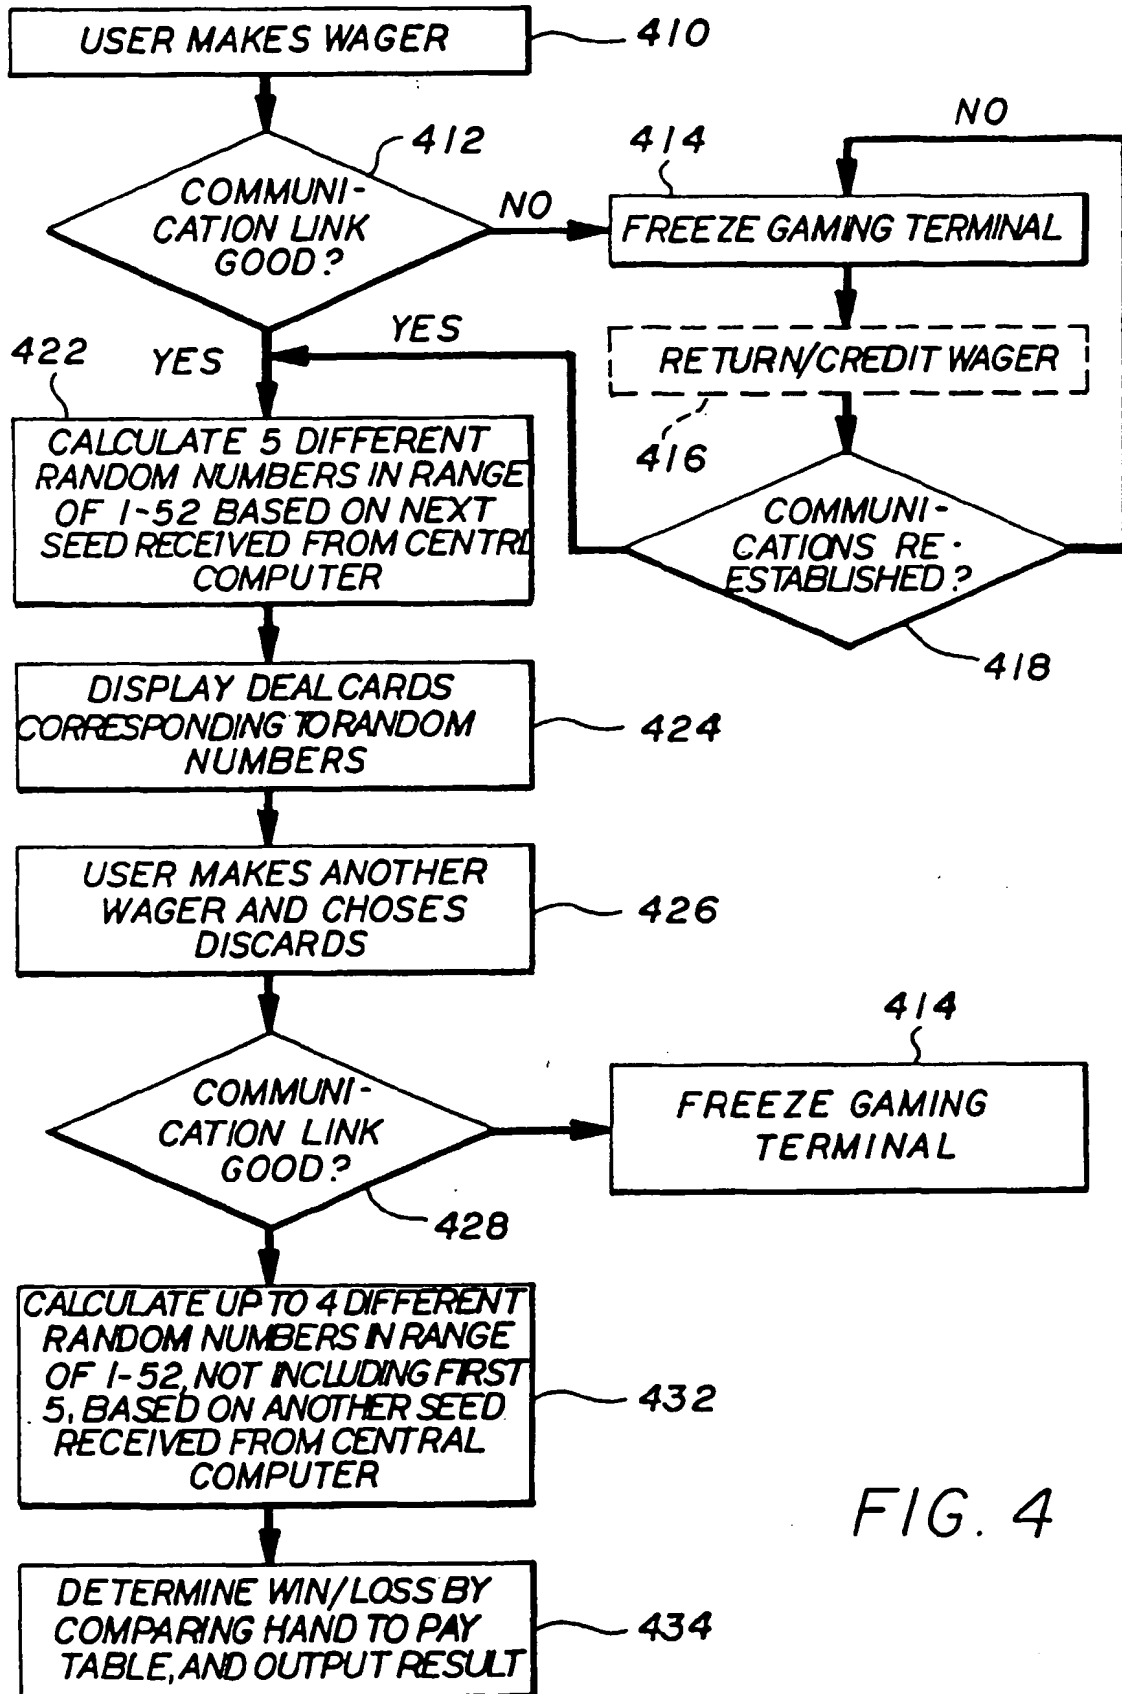 USER MAKES WAGER
410
412
COMMUNI-
CATION LINK
GOOD?
NO
414
FREEZE GAMING TERMINAL
NO
RETURN/CREDIT WAGER
416
COMMUNI-
CATIONS RE-
ESTABLISHED?
418
YES
YES
422
CALCULATE 5 DIFFERENT
RANDOM NUMBERS IN RANGE
OF 1-52 BASED ON NEXT
SEED RECEIVED FROM CENTRL
COMPUTER
DISPLAY DEAL CARDS
CORRESPONDING TO RANDOM
NUMBERS
424
USER MAKES ANOTHER
WAGER AND CHOSES
DISCARDS
426
COMMUNI-
CATION LINK
GOOD?
428
414
FREEZE GAMING
TERMINAL
CALCULATE UP TO 4 DIFFERENT
RANDOM NUMBERS IN RANGE
OF 1-52, NOT INCLUDING FIRST
5, BASED ON ANOTHER SEED
RECEIVED FROM CENTRAL
COMPUTER
432
DETERMINE WIN/LOSS BY
COMPARING HAND TO PAY
TABLE, AND OUTPUT RESULT
434
FIG. 4